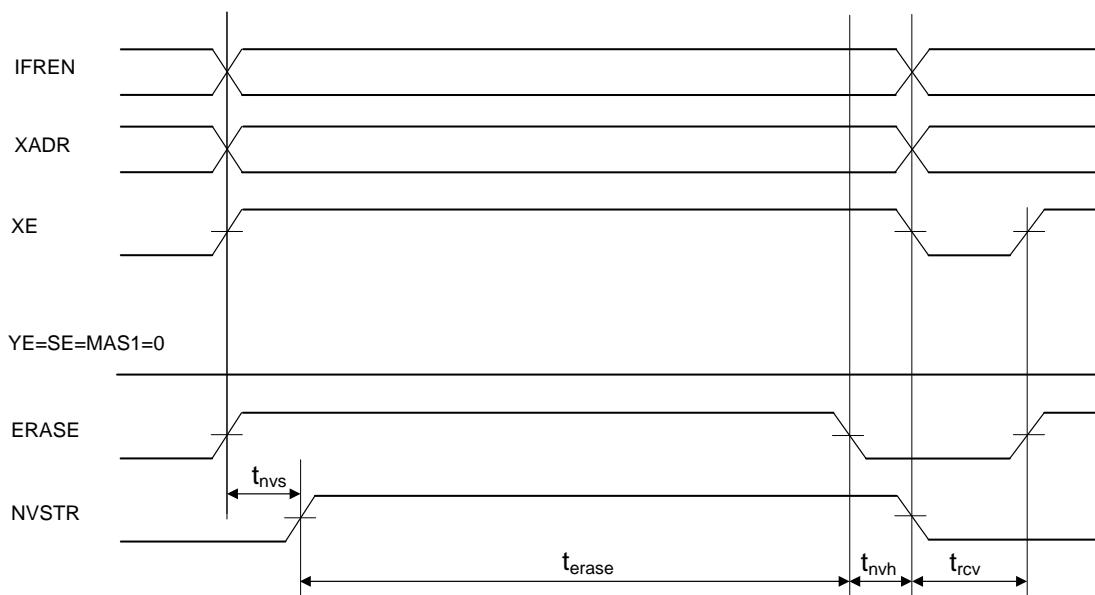 IFREN
XADR
XE
YE=SE=MAS1=0
ERASE
tnvs
NVSTR
terase
tnvh
trcv